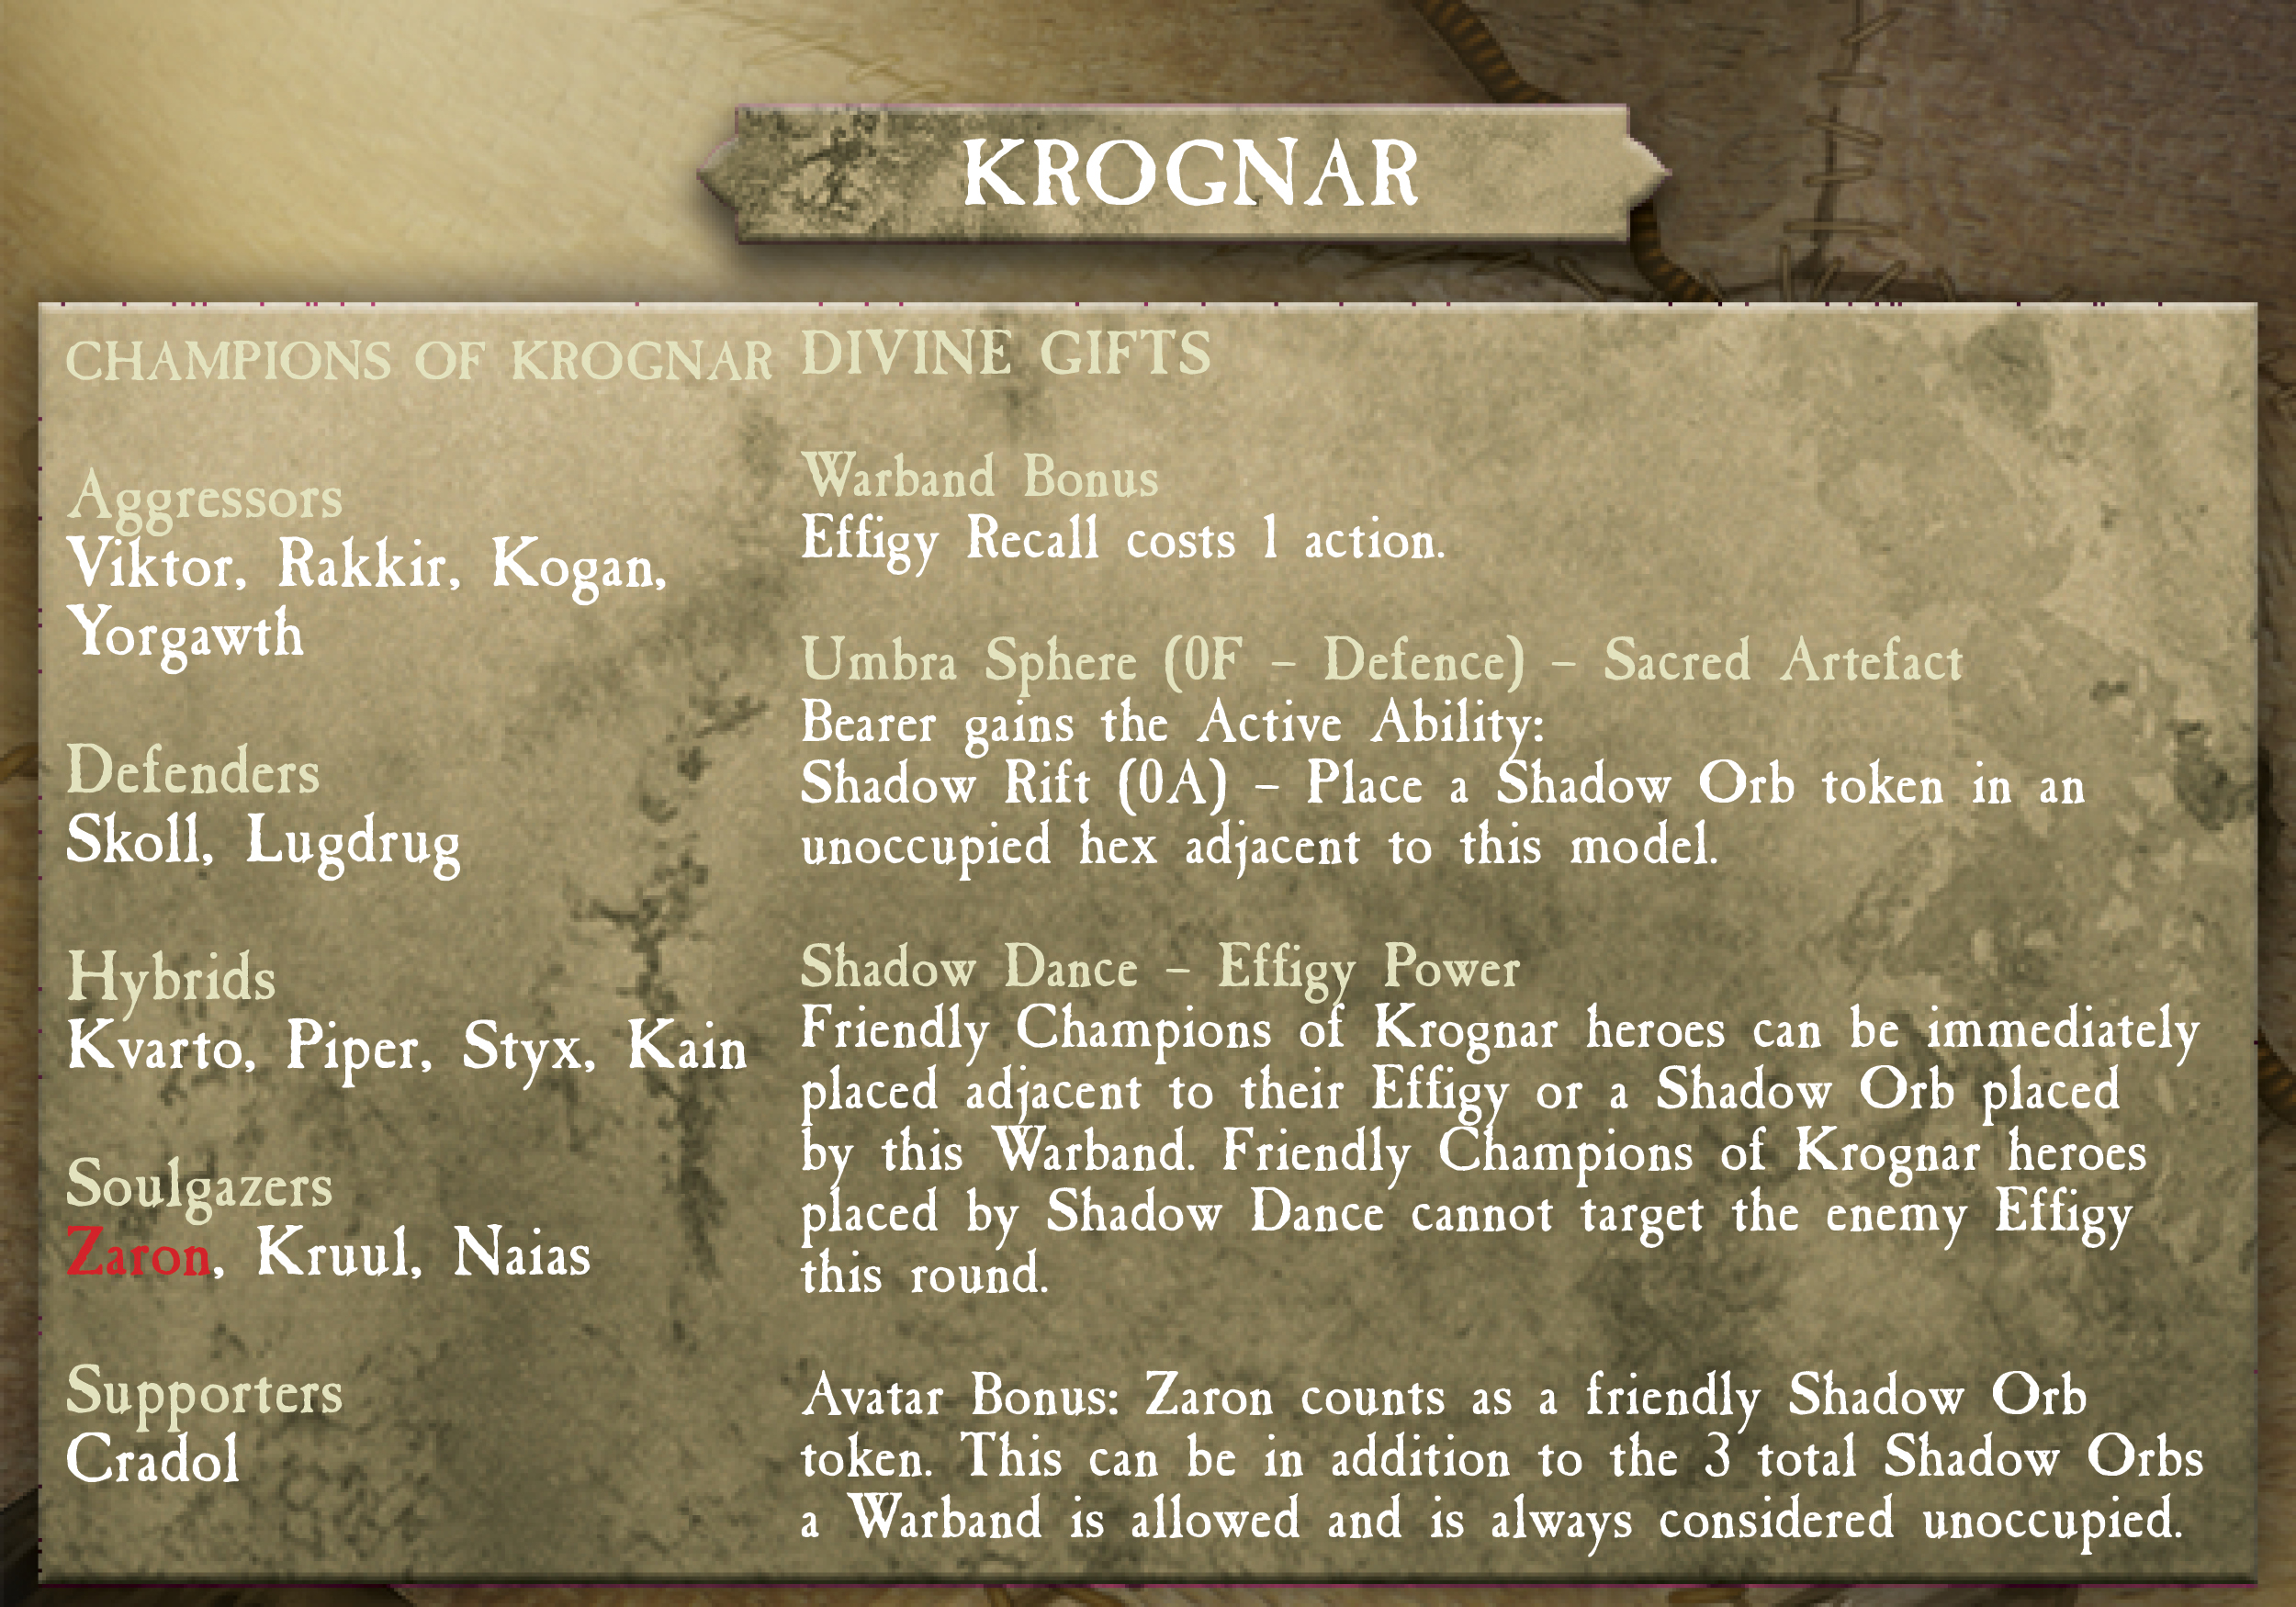 KROGNAR
CHAMPIONS OF KROGNAR
Aggressors
Viktor, Rakkir, Kogan,
Yorgawth
Defenders
Skoll, Lugdrug
Hybrids
Kvarto, Piper, Styx, Kain
Soulgazers
Zaron, Kruul, Naias
Supporters
Cradol
DIVINE GIFTS
Warband Bonus
Effigy Recall costs 1 action.
Umbra Sphere (0F – Defence) – Sacred Artefact
Bearer gains the Active Ability:
Shadow Rift (0A) – Place a Shadow Orb token in an
unoccupied hex adjacent to this model.
Shadow Dance – Effigy Power
Friendly Champions of Krognar heroes can be immediately
placed adjacent to their Effigy or a Shadow Orb placed
by this Warband. Friendly Champions of Krognar heroes
placed by Shadow Dance cannot target the enemy Effigy
this round.
Avatar Bonus: Zaron counts as a friendly Shadow Orb
token. This can be in addition to the 3 total Shadow Orbs
a Warband is allowed and is always considered unoccupied.